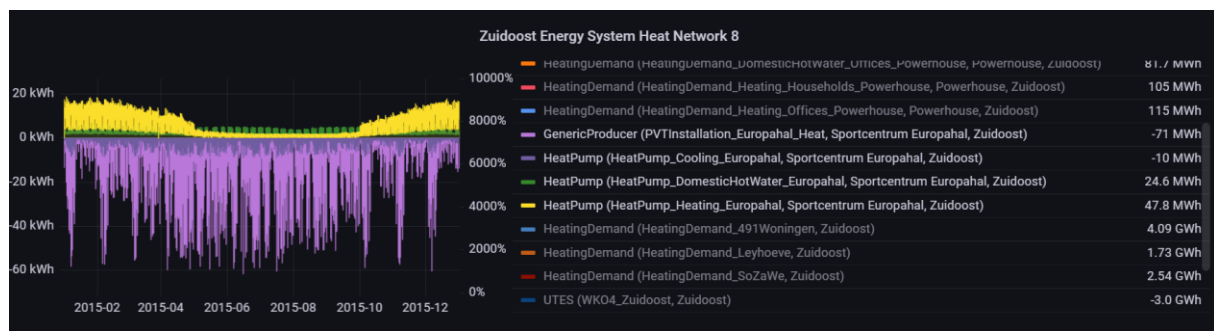 Zuidoost Energy System Heat Network 8
20 kWh
0 kWh
-20 kWh
-40 kWh
-60 kWh
2015-02 2015-04 2015-06 2015-08 2015-10 2015-12
10000%
8000%
6000%
4000%
2000%
0%
HeatingDemand (HeatingDemand_DomesticHotWater_Offices_Powerhouse, Powerhouse, Zuidoost) 81.7 MWh
HeatingDemand (HeatingDemand_Heating_Households_Powerhouse, Powerhouse, Zuidoost) 105 MWh
HeatingDemand (HeatingDemand_Heating_Offices_Powerhouse, Powerhouse, Zuidoost) 115 MWh
GenericProducer (PVTInstallation_Europahal_Heat, Sportcentrum Europahal, Zuidoost) -71 MWh
HeatPump (HeatPump_Cooling_Europahal, Sportcentrum Europahal, Zuidoost) -10 MWh
HeatPump (HeatPump_DomesticHotWater_Europahal, Sportcentrum Europahal, Zuidoost) 24.6 MWh
HeatPump (HeatPump_Heating_Europahal, Sportcentrum Europahal, Zuidoost) 47.8 MWh
HeatingDemand (HeatingDemand_491Woningen, Zuidoost) 4.09 GWh
HeatingDemand (HeatingDemand_Leyhoeve, Zuidoost) 1.73 GWh
HeatingDemand (HeatingDemand_SoZaWe, Zuidoost) 2.54 GWh
UTES (WKO4_Zuidoost, Zuidoost) -3.0 GWh